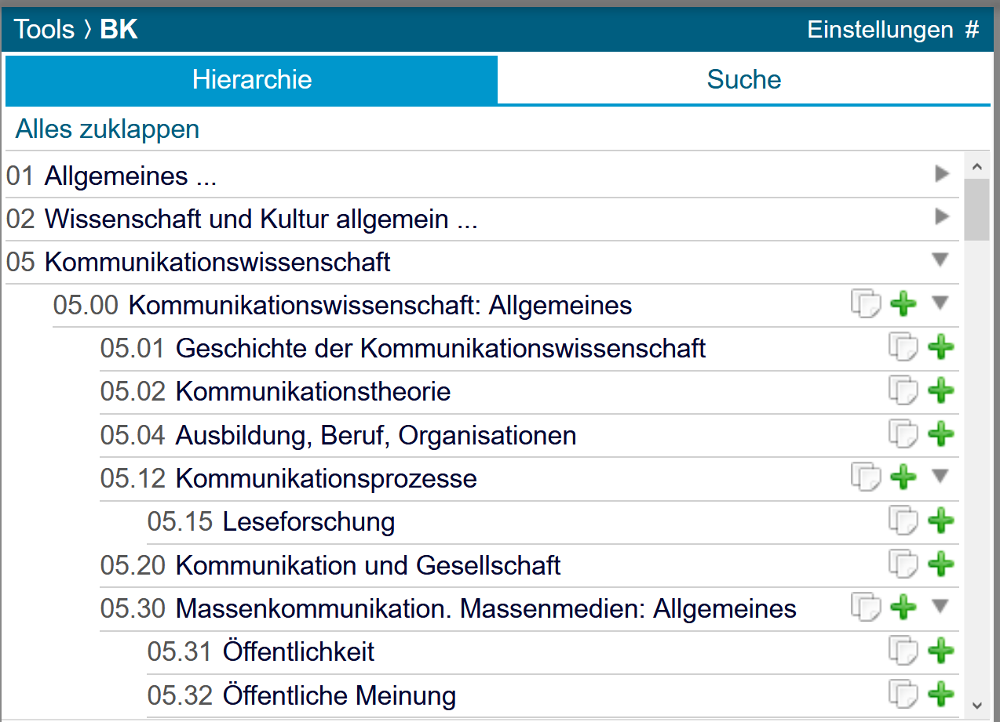 Tools 〉 BK Einstellungen #
Hierarchie Suche
Alles zuklappen
01 Allgemeines ...
02 Wissenschaft und Kultur allgemein ...
05 Kommunikationswissenschaft
05.00 Kommunikationswissenschaft: Allgemeines
05.01 Geschichte der Kommunikationswissenschaft
05.02 Kommunikationstheorie
05.04 Ausbildung, Beruf, Organisationen
05.12 Kommunikationsprozesse
05.15 Leseforschung
05.20 Kommunikation und Gesellschaft
05.30 Massenkommunikation. Massenmedien: Allgemeines
05.31 Öffentlichkeit
05.32 Öffentliche Meinung